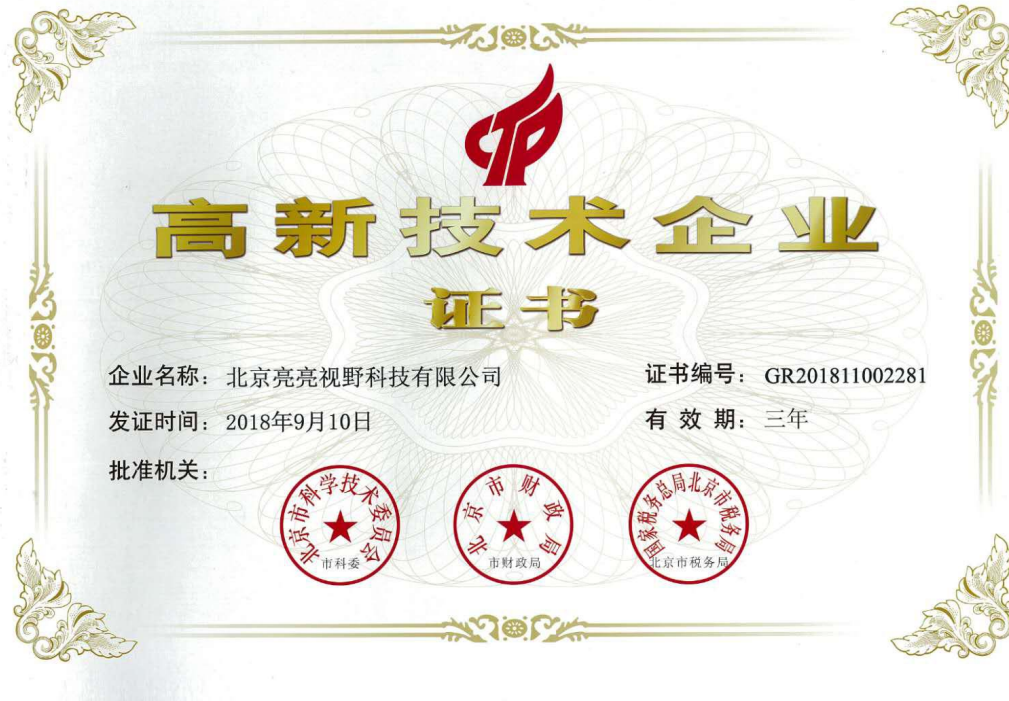 高新技术企业
证书
企业名称：北京亮亮视野科技有限公司
证书编号：GR201811002281
发证时间：2018年9月10日
有效期：三年
批准机关：
北京市科学技术委员会
市科委
北京市财政局
市财政局
国家税务总局北京市税务局
北京市税务局